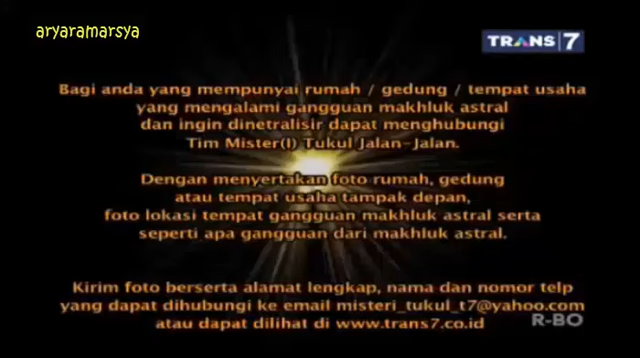 aryaramarsya
TRANS 7
Bagi anda yang mempunyai rumah / gedung / tempat usaha
yang mengalami gangguan makhluk astral
dan ingin dinetralisir dapat menghubungi
Tim Mister(I) Tukul Jalan-Jalan.
Dengan menyertakan foto rumah, gedung
atau tempat usaha tampak depan,
foto lokasi tempat gangguan makhluk astral serta
seperti apa gangguan dari makhluk astral.
Kirim foto berserta alamat lengkap, nama dan nomor telp
yang dapat dihubungi ke email misteri_tukul_t7@yahoo.com
atau dapat dilihat di www.trans7.co.id
R-BO